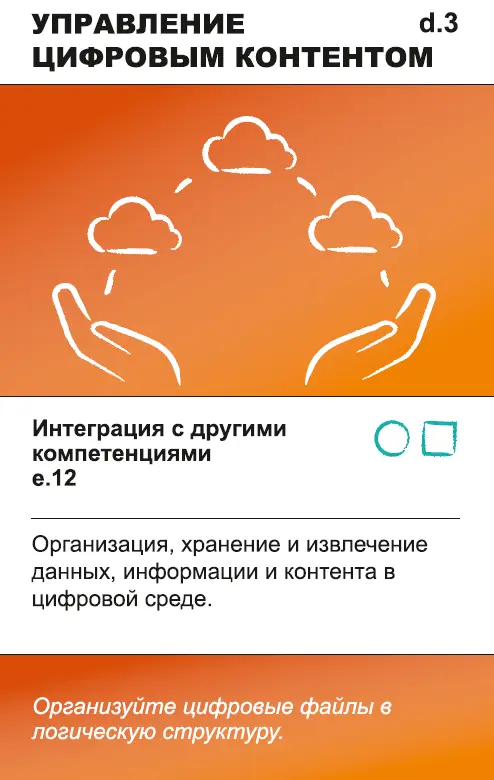 УПРАВЛЕНИЕ d.3
ЦИФРОВЫМ КОНТЕНТОМ
Интеграция с другими
компетенциями
e.12
Организация, хранение и извлечение
данных, информации и контента в
цифровой среде.
Организуйте цифровые файлы в
логическую структуру.